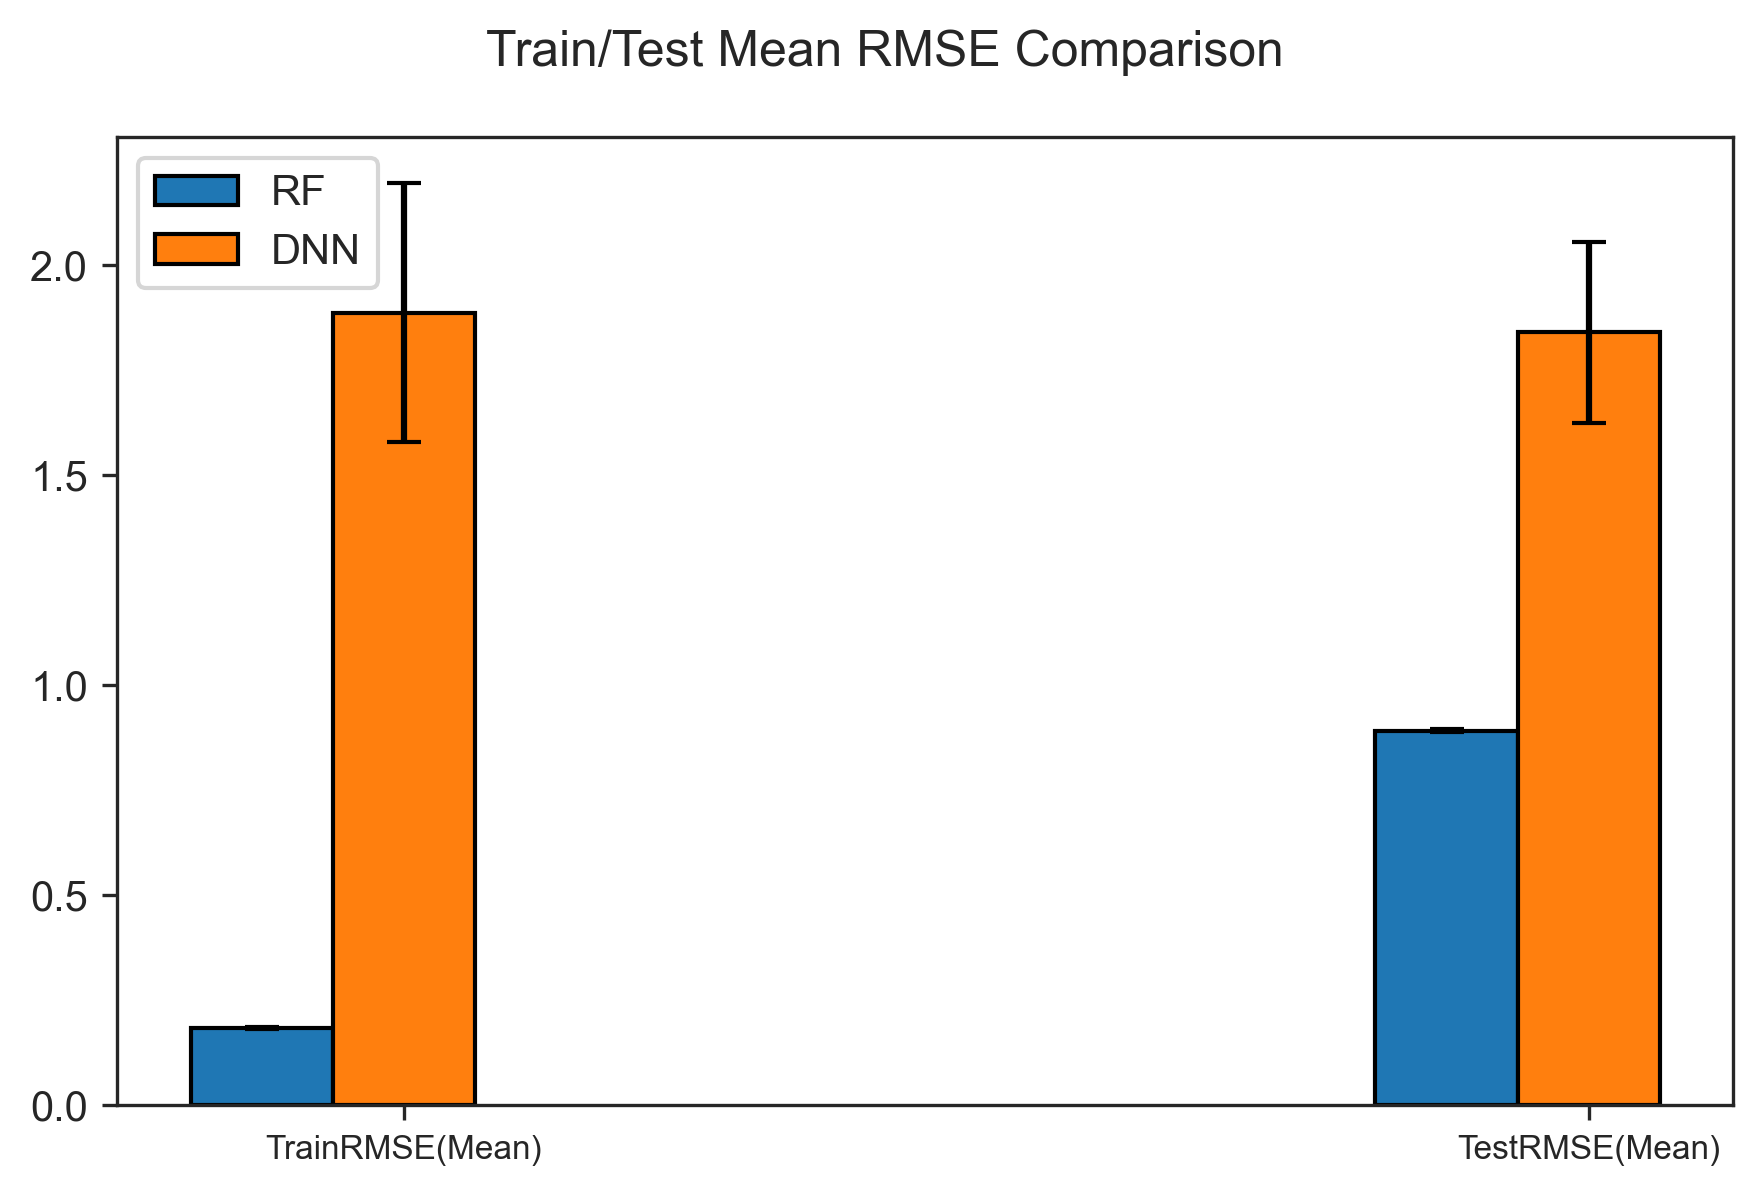 Train/Test Mean RMSE Comparison
RF
DNN
2.0
1.5
1.0
0.5
0.0
TrainRMSE(Mean)
TestRMSE(Mean)